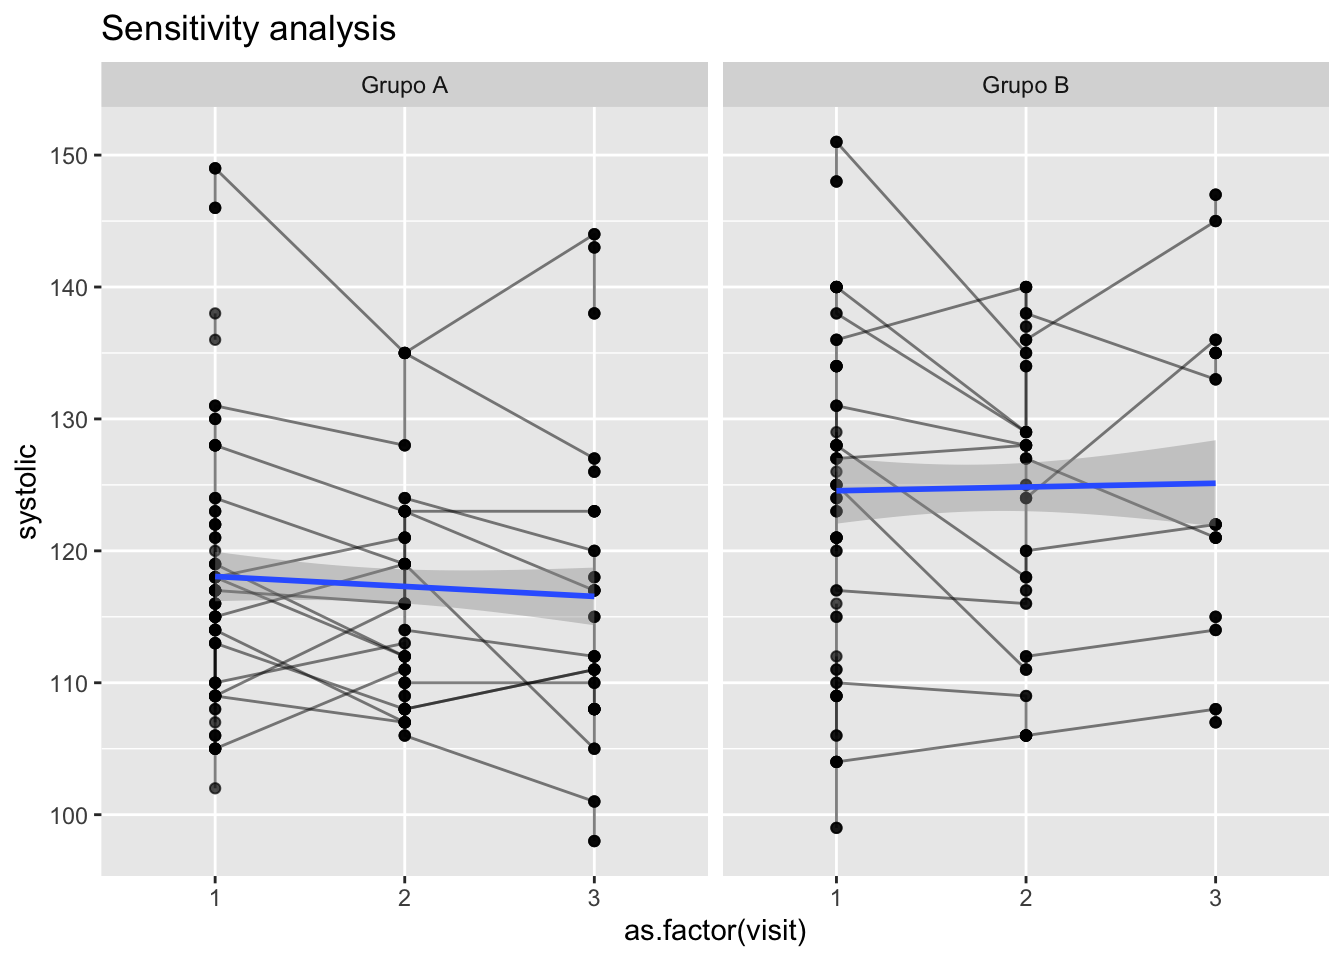 Sensitivity analysis
Grupo A
Grupo B
systolic
150
140
130
120
110
100
1 2 3
1 2 3
as.factor(visit)